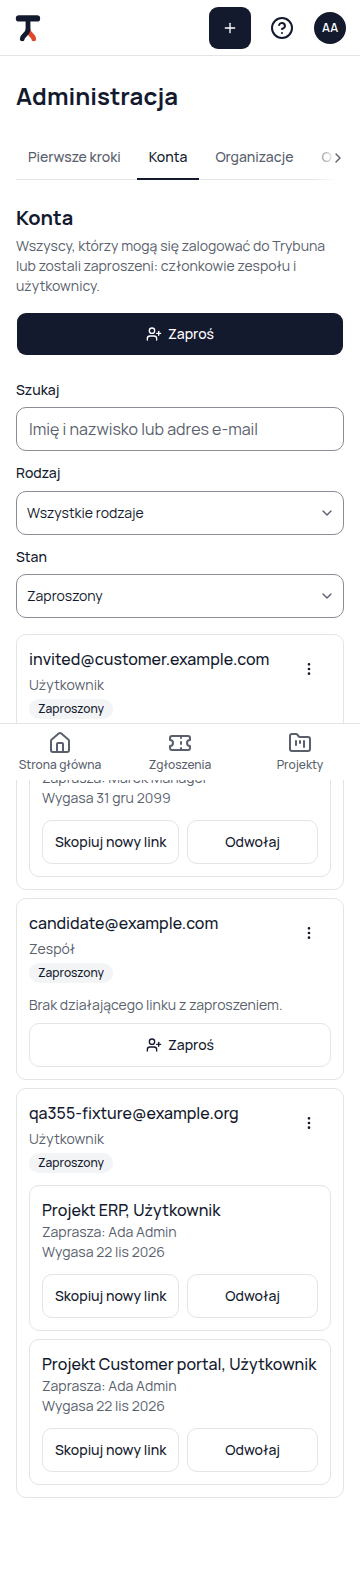 AA
Administracja
Pierwsze kroki
Konta
Organizacje
Konta
Wszyscy, którzy mogą się zalogować do Trybuna
lub zostali zaproszeni: członkowie zespołu i
użytkownicy.
Zaproś
Szukaj
Imię i nazwisko lub adres e-mail
Rodzaj
Wszystkie rodzaje
Stan
Zaproszony
invited@customer.example.com
Użytkownik
Zaproszony
Strona główna
Zgłoszenia
Projekty
Zaprasza: Marek Manager
Wygasa 31 gru 2099
Skopiuj nowy link
Odwołaj
candidate@example.com
Zespół
Zaproszony
Brak działającego linku z zaproszeniem.
Zaproś
qa355-fixture@example.org
Użytkownik
Zaproszony
Projekt ERP, Użytkownik
Zaprasza: Ada Admin
Wygasa 22 lis 2026
Skopiuj nowy link
Odwołaj
Projekt Customer portal, Użytkownik
Zaprasza: Ada Admin
Wygasa 22 lis 2026
Skopiuj nowy link
Odwołaj